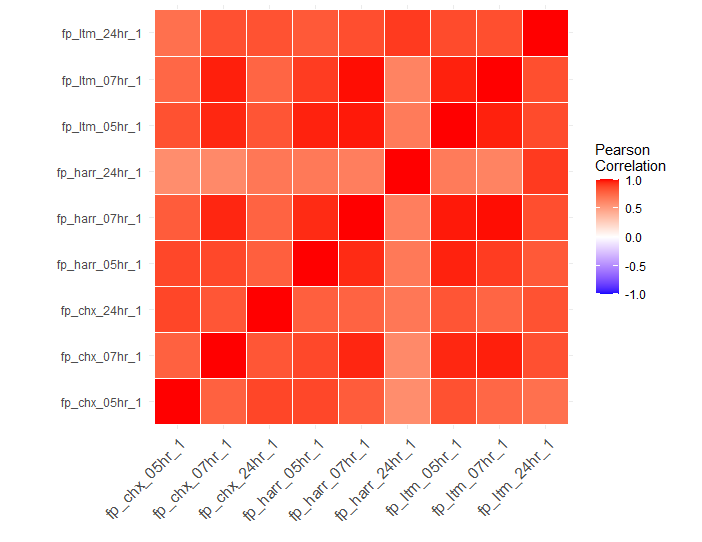 fp_ltm_24hr_1
fp_ltm_07hr_1
fp_ltm_05hr_1
fp_harr_24hr_1
fp_harr_07hr_1
fp_harr_05hr_1
fp_chx_24hr_1
fp_chx_07hr_1
fp_chx_05hr_1
fp_chx_05hr_1
fp_chx_07hr_1
fp_chx_24hr_1
fp_harr_05hr_1
fp_harr_07hr_1
fp_harr_24hr_1
fp_ltm_05hr_1
fp_ltm_07hr_1
fp_ltm_24hr_1
Pearson
Correlation
1.0
0.5
0.0
-0.5
-1.0